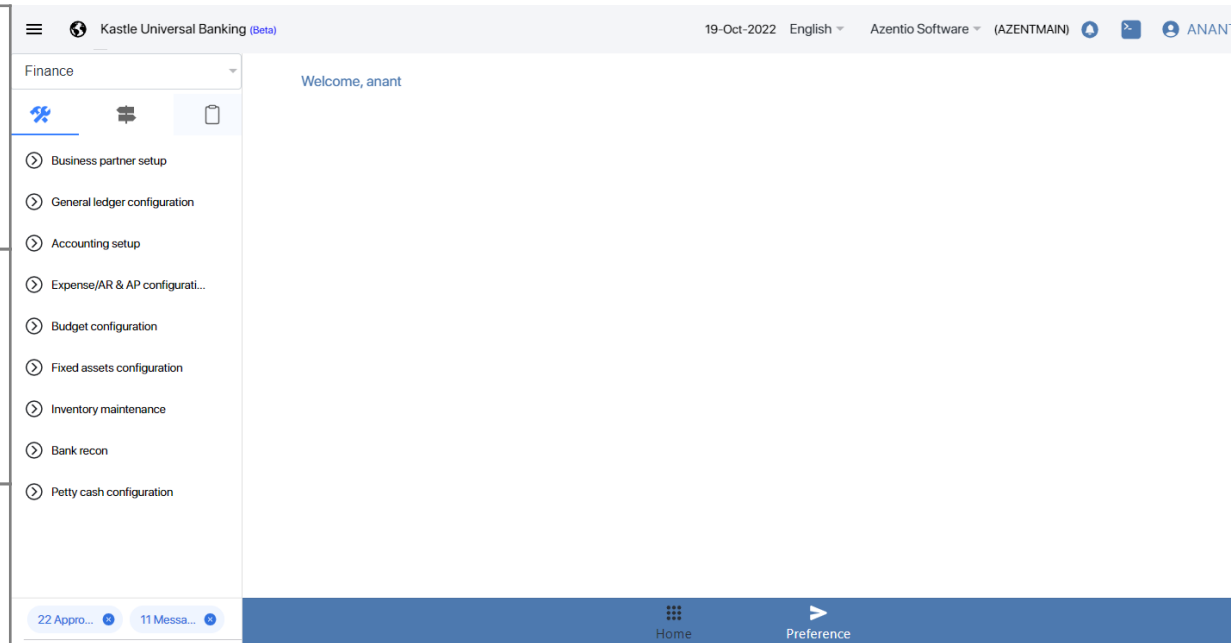 Kastle Universal Banking (Beta)
19-Oct-2022 English Azentio Software (AZENTMAIN) ANANT
Finance
Welcome, anant
Business partner setup
General ledger configuration
Accounting setup
Expense/AR & AP configurati...
Budget configuration
Fixed assets configuration
Inventory maintenance
Bank recon
Petty cash configuration
22 Appro... 11 Messa...
Home Preference